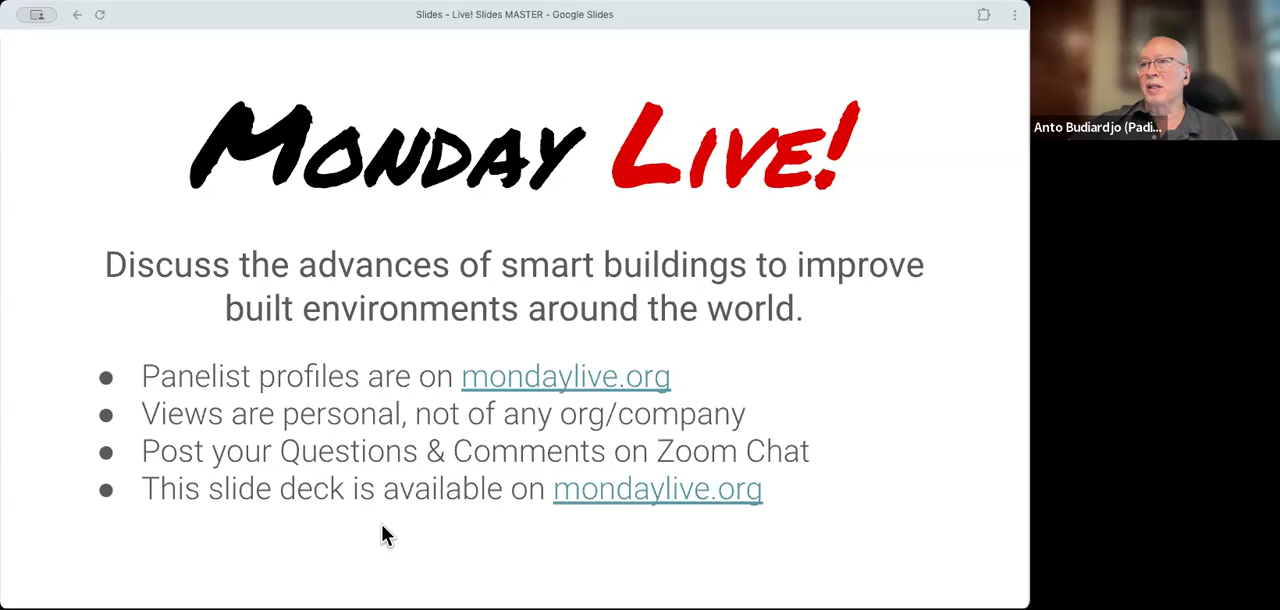 Slides - Live! Slides MASTER - Google Slides
MONDAY LIVE!
Discuss the advances of smart buildings to improve
built environments around the world.
● Panelist profiles are on mondaylive.org
● Views are personal, not of any org/company
● Post your Questions & Comments on Zoom Chat
● This slide deck is available on mondaylive.org
Anto Budiardjo (Padi...